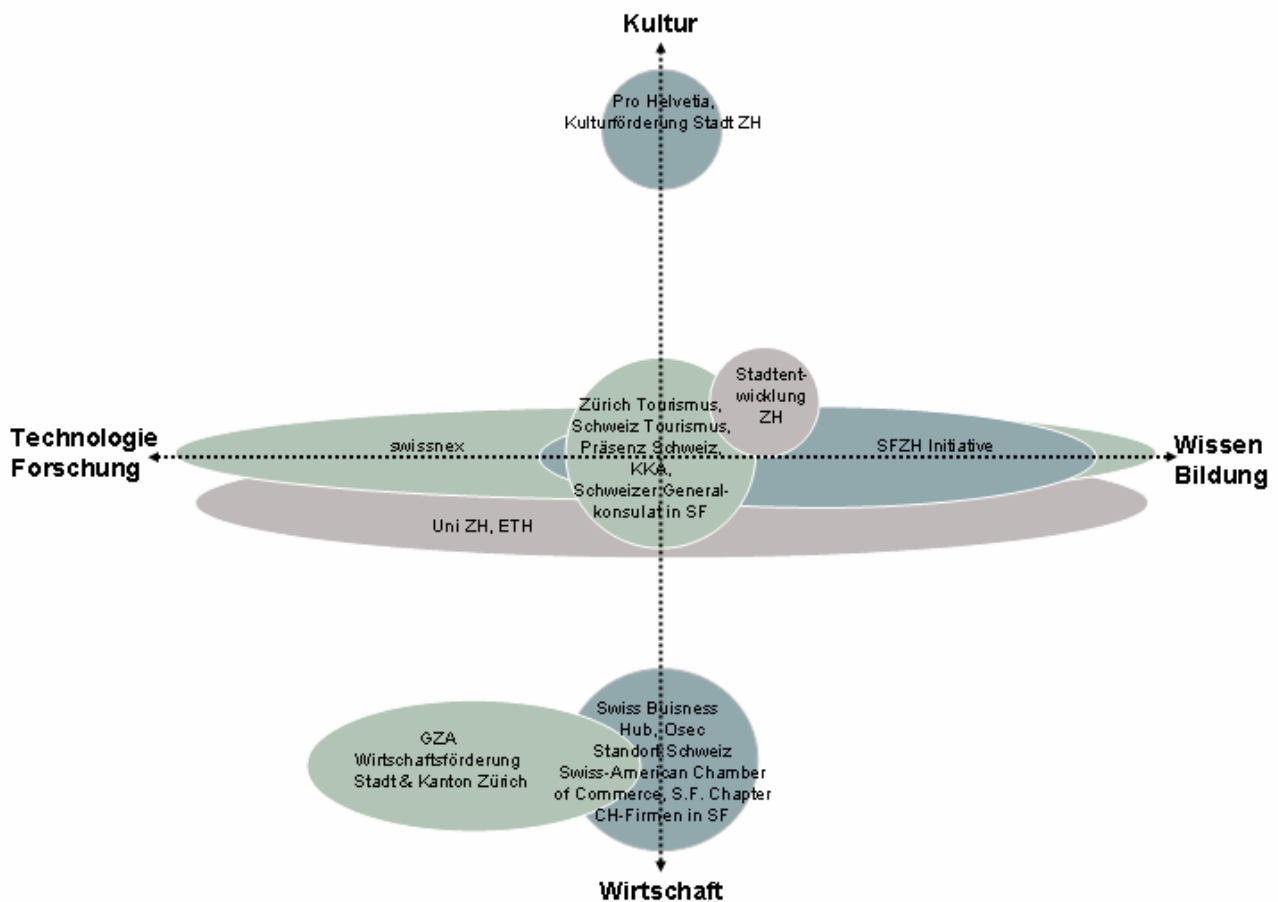 Kultur
Pro Helvetia,
Kulturförderung Stadt ZH
Stadtent-
wicklung
ZH
Zürich Tourismus,
Schweiz Tourismus,
Präsenz Schweiz,
KKA,
Schweizer General-
konsulat in SF
Technologie
Forschung
swissnex
SFZH Initiative
Wissen
Bildung
Uni ZH, ETH
GZA
Wirtschaftsförderung
Stadt & Kanton Zürich
Swiss Buisness
Hub, Osec
Standort Schweiz
Swiss-American Chamber
of Commerce, S.F. Chapter
CH-Firmen in SF
Wirtschaft